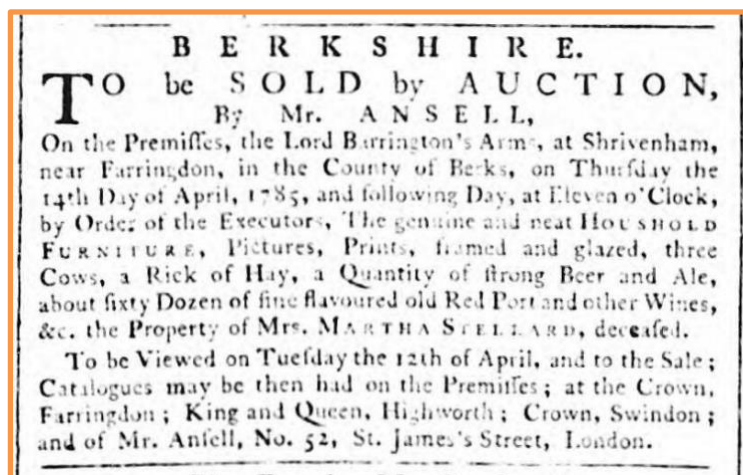 BERKSHIRE.
TO be SOLD by AUCTION,
By Mr. ANSELL,
On the Premiſſes, the Lord Barrington's Arms, at Shrivenham,
near Farringdon, in the County of Berks, on Thurſday the
14th Day of April, 1785, and following Day, at Eleven o'Clock,
by Order of the Executors, The genuine and neat HOUSHOLD
FURNITURE, Pictures, Prints, framed and glazed, three
Cows, a Rick of Hay, a Quantity of ſtrong Beer and Ale,
about ſixty Dozen of fine flavoured old Red Port and other Wines,
&c. the Property of Mrs. MARTHA STELLARD, deceaſed.
To be Viewed on Tueſday the 12th of April, and to the Sale;
Catalogues may be then had on the Premiſſes; at the Crown,
Farringdon; King and Queen, Highworth; Crown, Swindon;
and of Mr. Anſell, No. 52, St. James's Street, London.